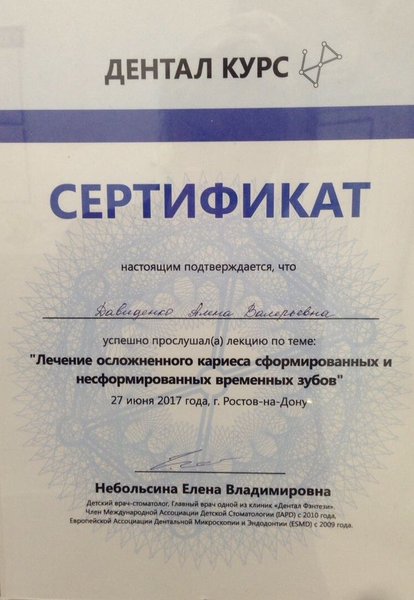 ДЕНТАЛ КУРС
СЕРТИФИКАТ
настоящим подтверждается, что
Давиденко Алена Валерьевна
успешно прослушал(а) лекцию по теме:
"Лечение осложненного кариеса сформированных и
несформированных временных зубов"
27 июня 2017 года, г. Ростов-на-Дону
Небольсина Елена Владимировна
Детский врач-стоматолог. Главный врач одной из клиник «Дентал Фэнтези».
Член Международной Ассоциации Детской Стоматологии (IAPD) с 2010 года,
Европейской Ассоциации Дентальной Микроскопии и Эндодонтии (ESMD) с 2009 года.